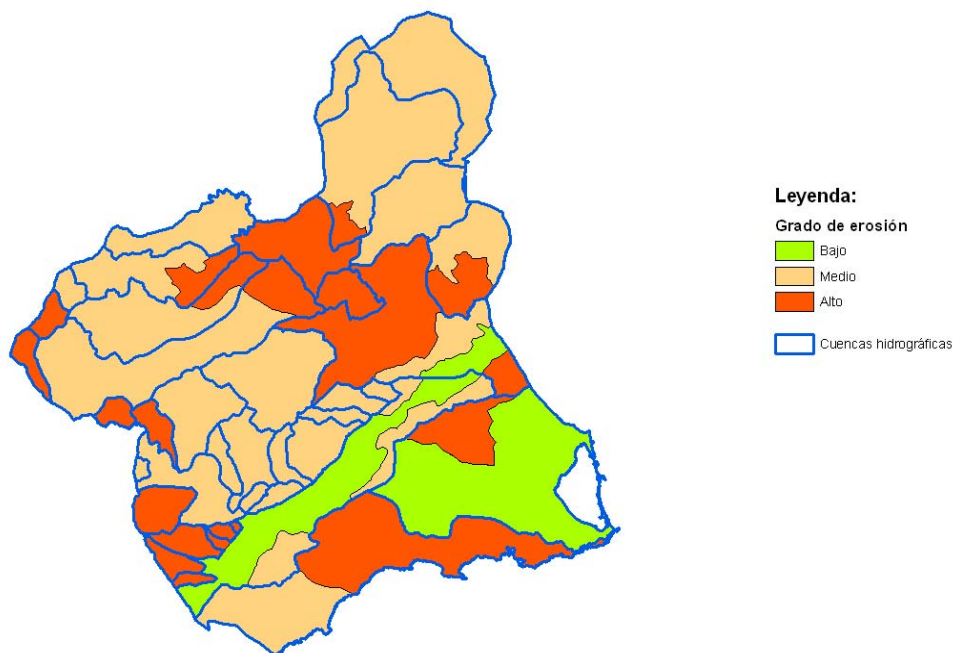 Leyenda:
Grado de erosión
Bajo
Medio
Alto
Cuencas hidrográficas